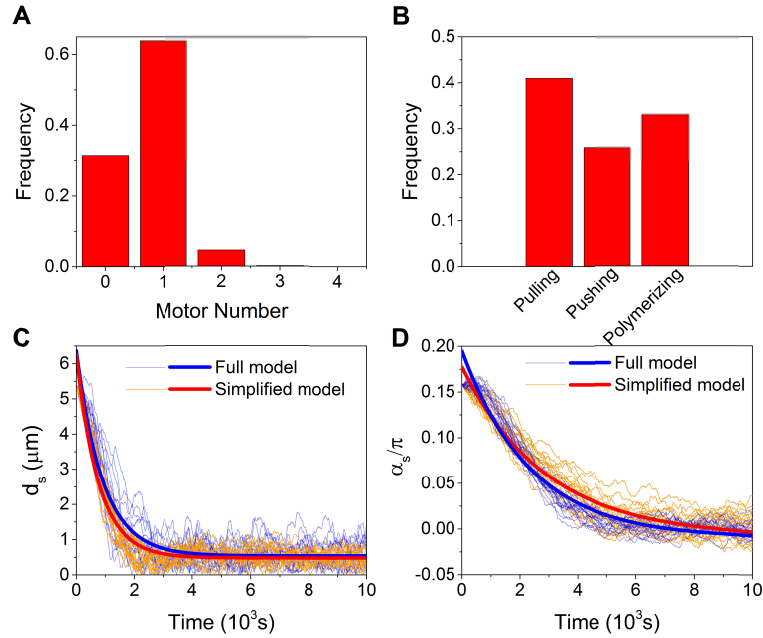 A
Frequency
0.6
0.4
0.2
0.0
0 1 2 3 4
Motor Number
B
Frequency
0.5
0.4
0.3
0.2
0.1
0.0
Pulling
Pushing
Polymerizing
C
dₛ (μm)
6
5
4
3
2
1
0
Full model
Simplified model
0 2 4 6 8 10
Time (10³s)
D
αₛ/π
0.20
0.15
0.10
0.05
0.00
-0.05
Full model
Simplified model
0 2 4 6 8 10
Time (10³s)